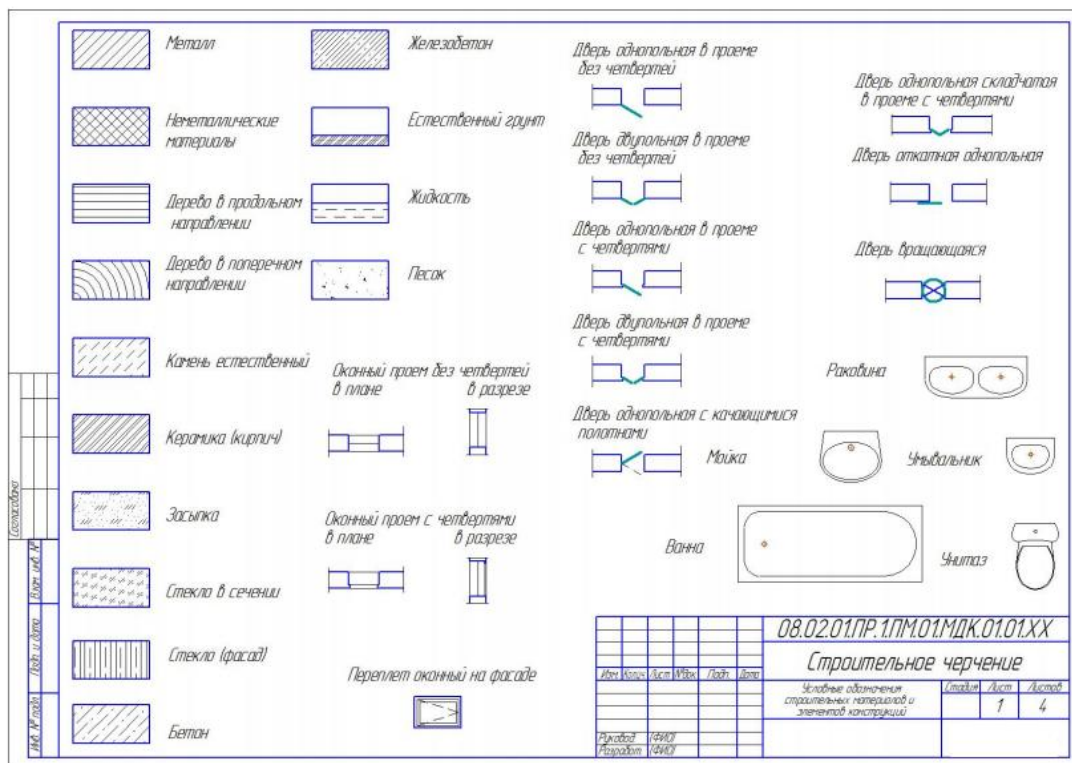 Металл
Неметаллические
материалы
Дерево в продольном
направлении
Дерево в поперечном
направлении
Камень естественный
Керамика (кирпич)
Засыпка
Стекло в сечении
Стекло (фасад)
Бетон
Железобетон
Естественный грунт
Жидкость
Песок
Оконный проем без четвертей
в плане в разрезе
Оконный проем с четвертями
в плане в разрезе
Переплет оконный на фасаде
Дверь однопольная в проеме
без четвертей
Дверь двупольная в проеме
без четвертей
Дверь однопольная в проеме
с четвертями
Дверь двупольная в проеме
с четвертями
Дверь однопольная с качающимися
полотнами
Дверь однопольная складчатая
в проеме с четвертями
Дверь откатная однопольная
Дверь вращающаяся
Раковина
Мойка
Умывальник
Ванна
Унитаз
Согласовано
Взам. инв. №
Подп. и дата
Инв. № подл.
08.02.01.ПР.1.ПМ.01.МДК.01.01.ХХ
Строительное черчение
Изм. Кол.уч. Лист №док. Подп. Дата
Условные обозначения
строительных материалов и
элементов конструкций
Стадия Лист Листов
1 4
Руковод. (ФИО)
Разработ. (ФИО)